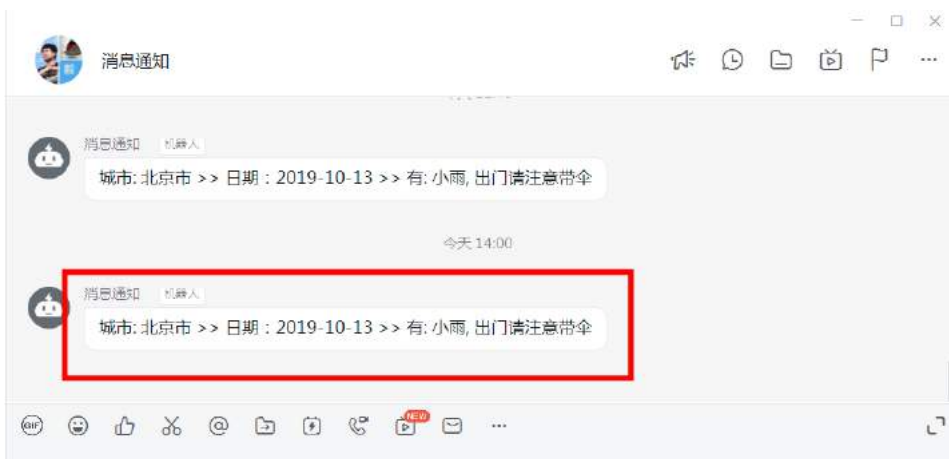 消息通知
消息通知 机器人
城市: 北京市 >> 日期：2019-10-13 >> 有: 小雨, 出门请注意带伞
今天 14:00
消息通知 机器人
城市: 北京市 >> 日期：2019-10-13 >> 有: 小雨, 出门请注意带伞
GIF
NEW